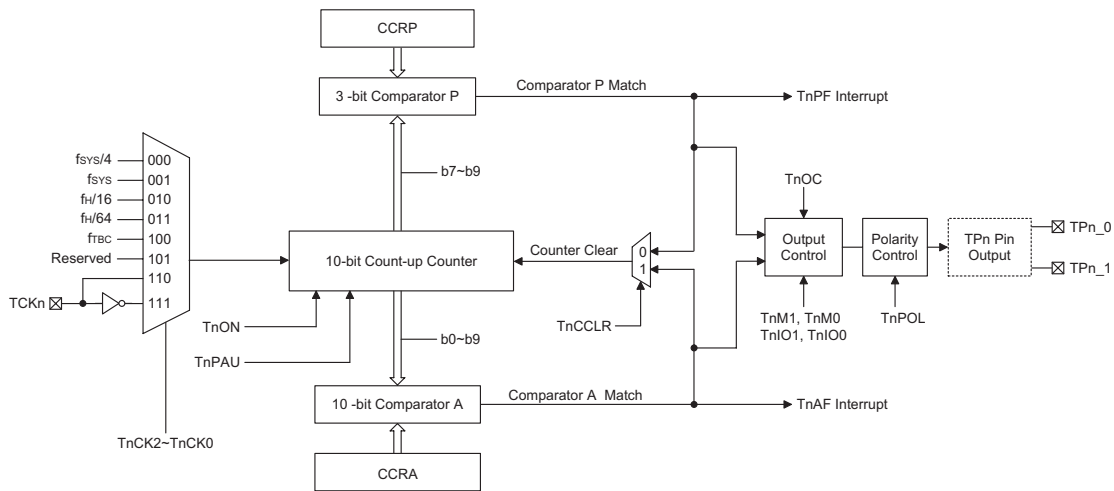 CCRP
3 -bit Comparator P
Comparator P Match
TnPF Interrupt
b7~b9
fSYS/4
000
fSYS
001
fH/16
010
fH/64
011
fTBC
100
Reserved
101
110
TCKn
111
TnCK2~TnCK0
10-bit Count-up Counter
TnON
TnPAU
Counter Clear
0
1
TnCCLR
TnOC
Output
Control
TnM1, TnM0
TnIO1, TnIO0
Polarity
Control
TnPOL
TPn Pin
Output
TPn_0
TPn_1
b0~b9
10 -bit Comparator A
Comparator A  Match
TnAF Interrupt
CCRA